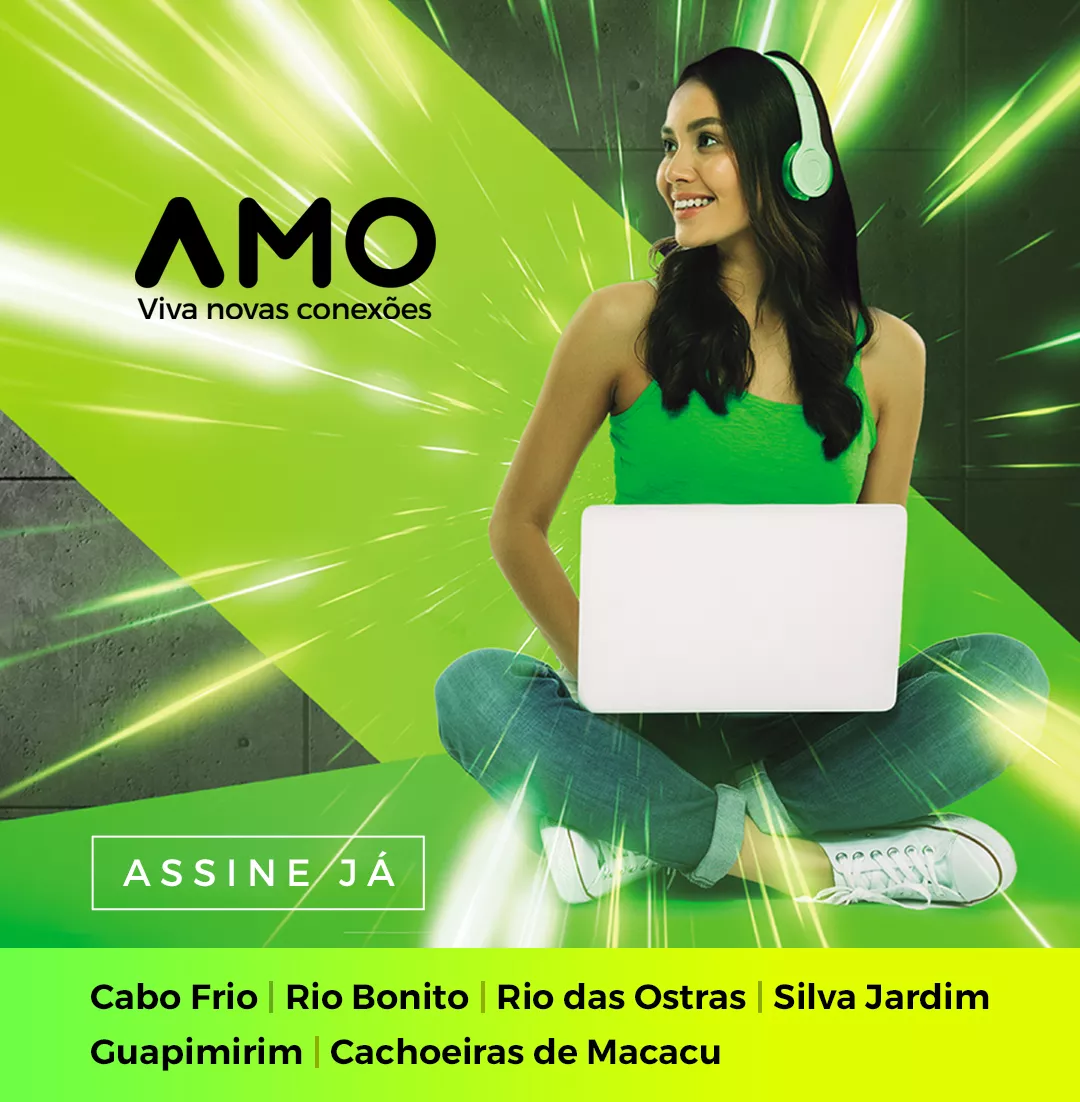 AMO
Viva novas conexões
ASSINE JÁ
Cabo Frio | Rio Bonito | Rio das Ostras | Silva Jardim
Guapimirim | Cachoeiras de Macacu